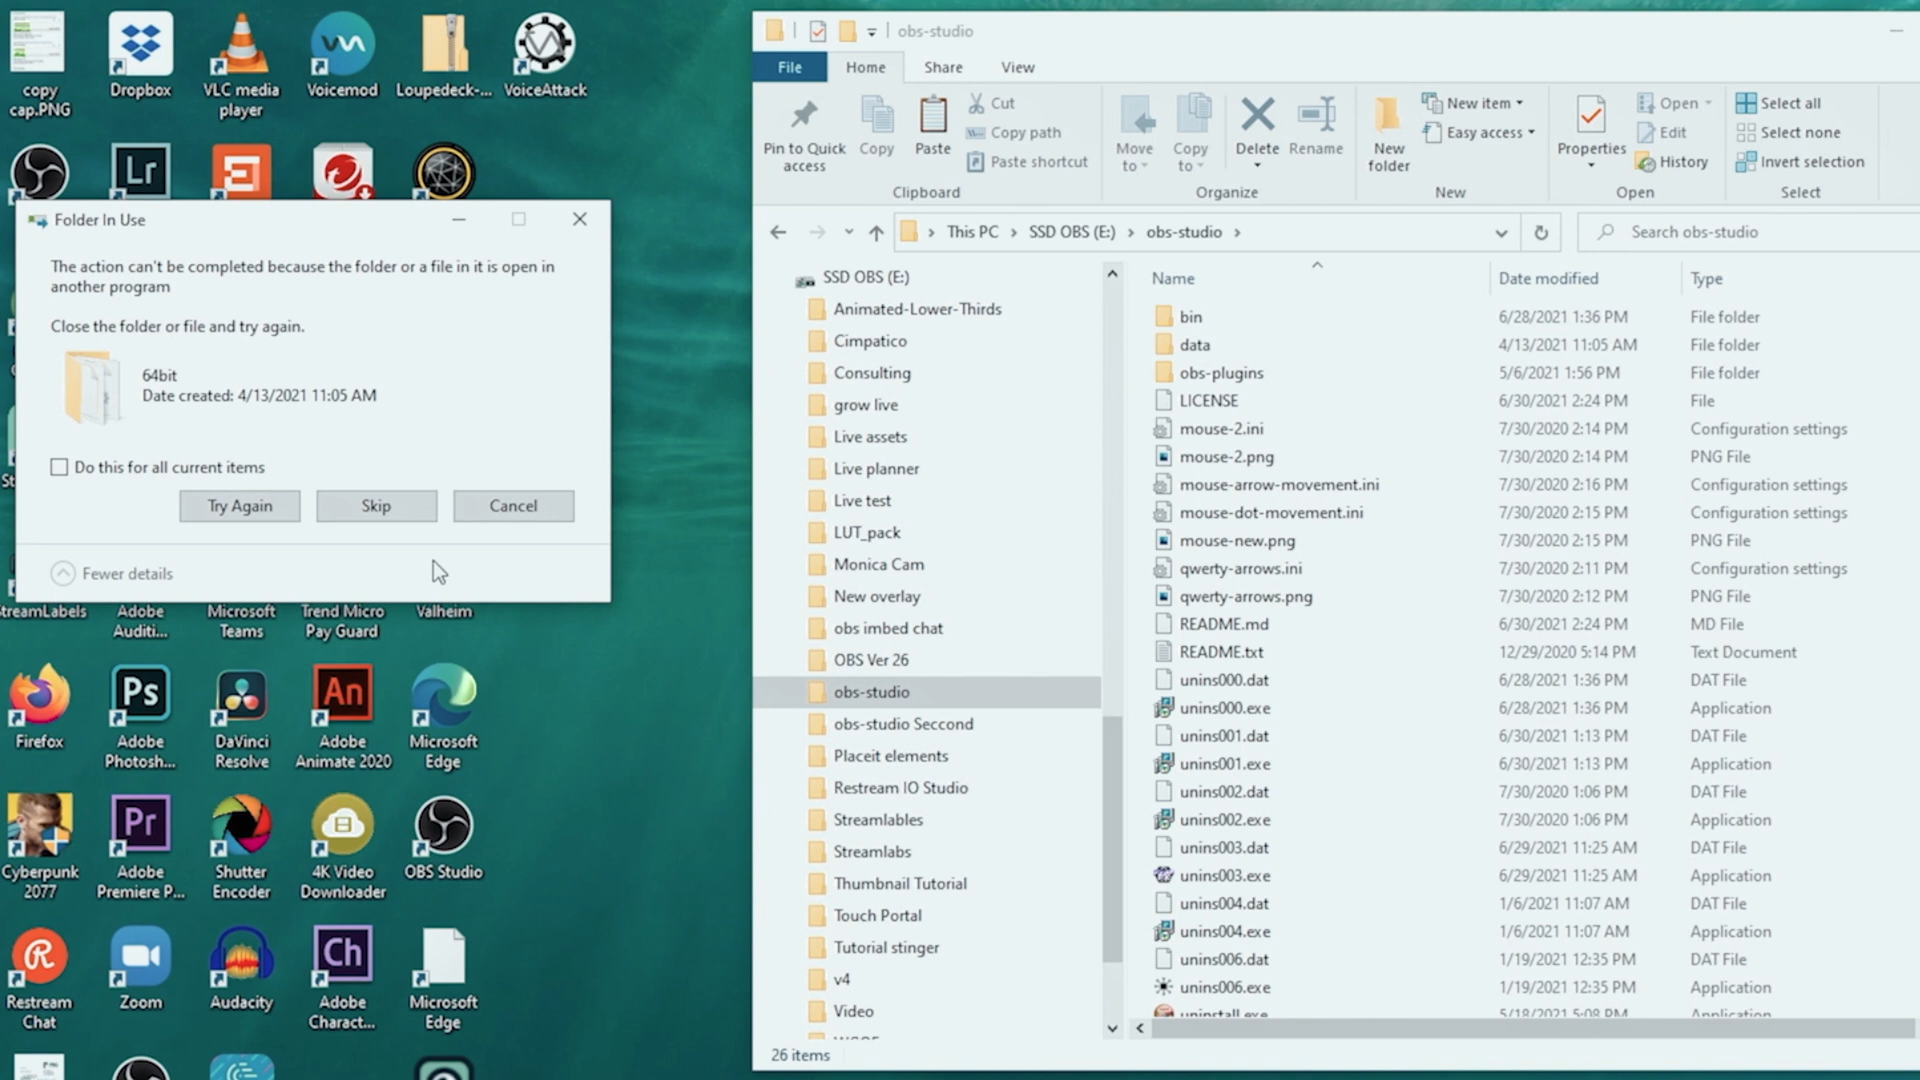 copy
cap.PNG
Dropbox
VLC media
player
Voicemod
Loupedeck-...
VoiceAttack
Lr
Folder In Use
The action can't be completed because the folder or a file in it is open in
another program
Close the folder or file and try again.
64bit
Date created: 4/13/2021 11:05 AM
Do this for all current items
Try Again
Skip
Cancel
Fewer details
StreamLabels
Adobe
Auditi...
Microsoft
Teams
Trend Micro
Pay Guard
Valheim
Firefox
Ps
Adobe
Photosh...
DaVinci
Resolve
An
Adobe
Animate 2020
Microsoft
Edge
Cyberpunk
2077
Pr
Adobe
Premiere P...
Shutter
Encoder
4K Video
Downloader
OBS Studio
Restream
Chat
Zoom
Audacity
Ch
Adobe
Charact...
Microsoft
Edge
obs-studio
File
Home
Share
View
Pin to Quick
access
Copy
Paste
Cut
Copy path
Paste shortcut
Clipboard
Move
to
Copy
to
Delete
Rename
Organize
New
folder
New item
Easy access
New
Properties
Open
Edit
History
Open
Select all
Select none
Invert selection
Select
This PC
SSD OBS (E:)
obs-studio
Search obs-studio
SSD OBS (E:)
Animated-Lower-Thirds
Cimpatico
Consulting
grow live
Live assets
Live planner
Live test
LUT_pack
Monica Cam
New overlay
obs imbed chat
OBS Ver 26
obs-studio
obs-studio Seccond
Placeit elements
Restream IO Studio
Streamlables
Streamlabs
Thumbnail Tutorial
Touch Portal
Tutorial stinger
v4
Video
Name Date modified Type
bin 6/28/2021 1:36 PM File folder
data 4/13/2021 11:05 AM File folder
obs-plugins 5/6/2021 1:56 PM File folder
LICENSE 6/30/2021 2:24 PM File
mouse-2.ini 7/30/2020 2:14 PM Configuration settings
mouse-2.png 7/30/2020 2:14 PM PNG File
mouse-arrow-movement.ini 7/30/2020 2:16 PM Configuration settings
mouse-dot-movement.ini 7/30/2020 2:15 PM Configuration settings
mouse-new.png 7/30/2020 2:15 PM PNG File
qwerty-arrows.ini 7/30/2020 2:11 PM Configuration settings
qwerty-arrows.png 7/30/2020 2:12 PM PNG File
README.md 6/30/2021 2:24 PM MD File
README.txt 12/29/2020 5:14 PM Text Document
unins000.dat 6/28/2021 1:36 PM DAT File
unins000.exe 6/28/2021 1:36 PM Application
unins001.dat 6/30/2021 1:13 PM DAT File
unins001.exe 6/30/2021 1:13 PM Application
unins002.dat 7/30/2020 1:06 PM DAT File
unins002.exe 7/30/2020 1:06 PM Application
unins003.dat 6/29/2021 11:25 AM DAT File
unins003.exe 6/29/2021 11:25 AM Application
unins004.dat 1/6/2021 11:07 AM DAT File
unins004.exe 1/6/2021 11:07 AM Application
unins006.dat 1/19/2021 12:35 PM DAT File
unins006.exe 1/19/2021 12:35 PM Application
uninstall.exe 5/18/2021 5:08 PM Application
26 items